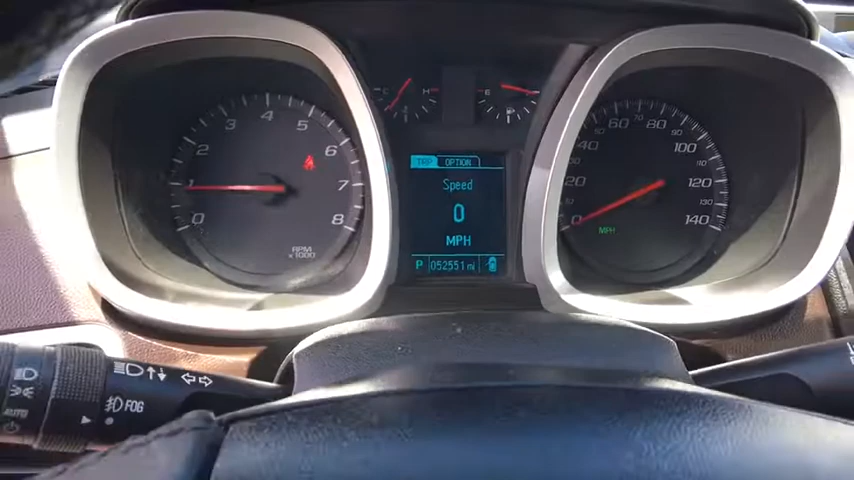 C H
E F
TRIP OPTION
Speed
0
MPH
P 052551 mi
0 1 2 3 4 5 6 7 8
RPM
x1000
0 20 40 60 70 80 100 120 140
MPH
AUTO
FOG